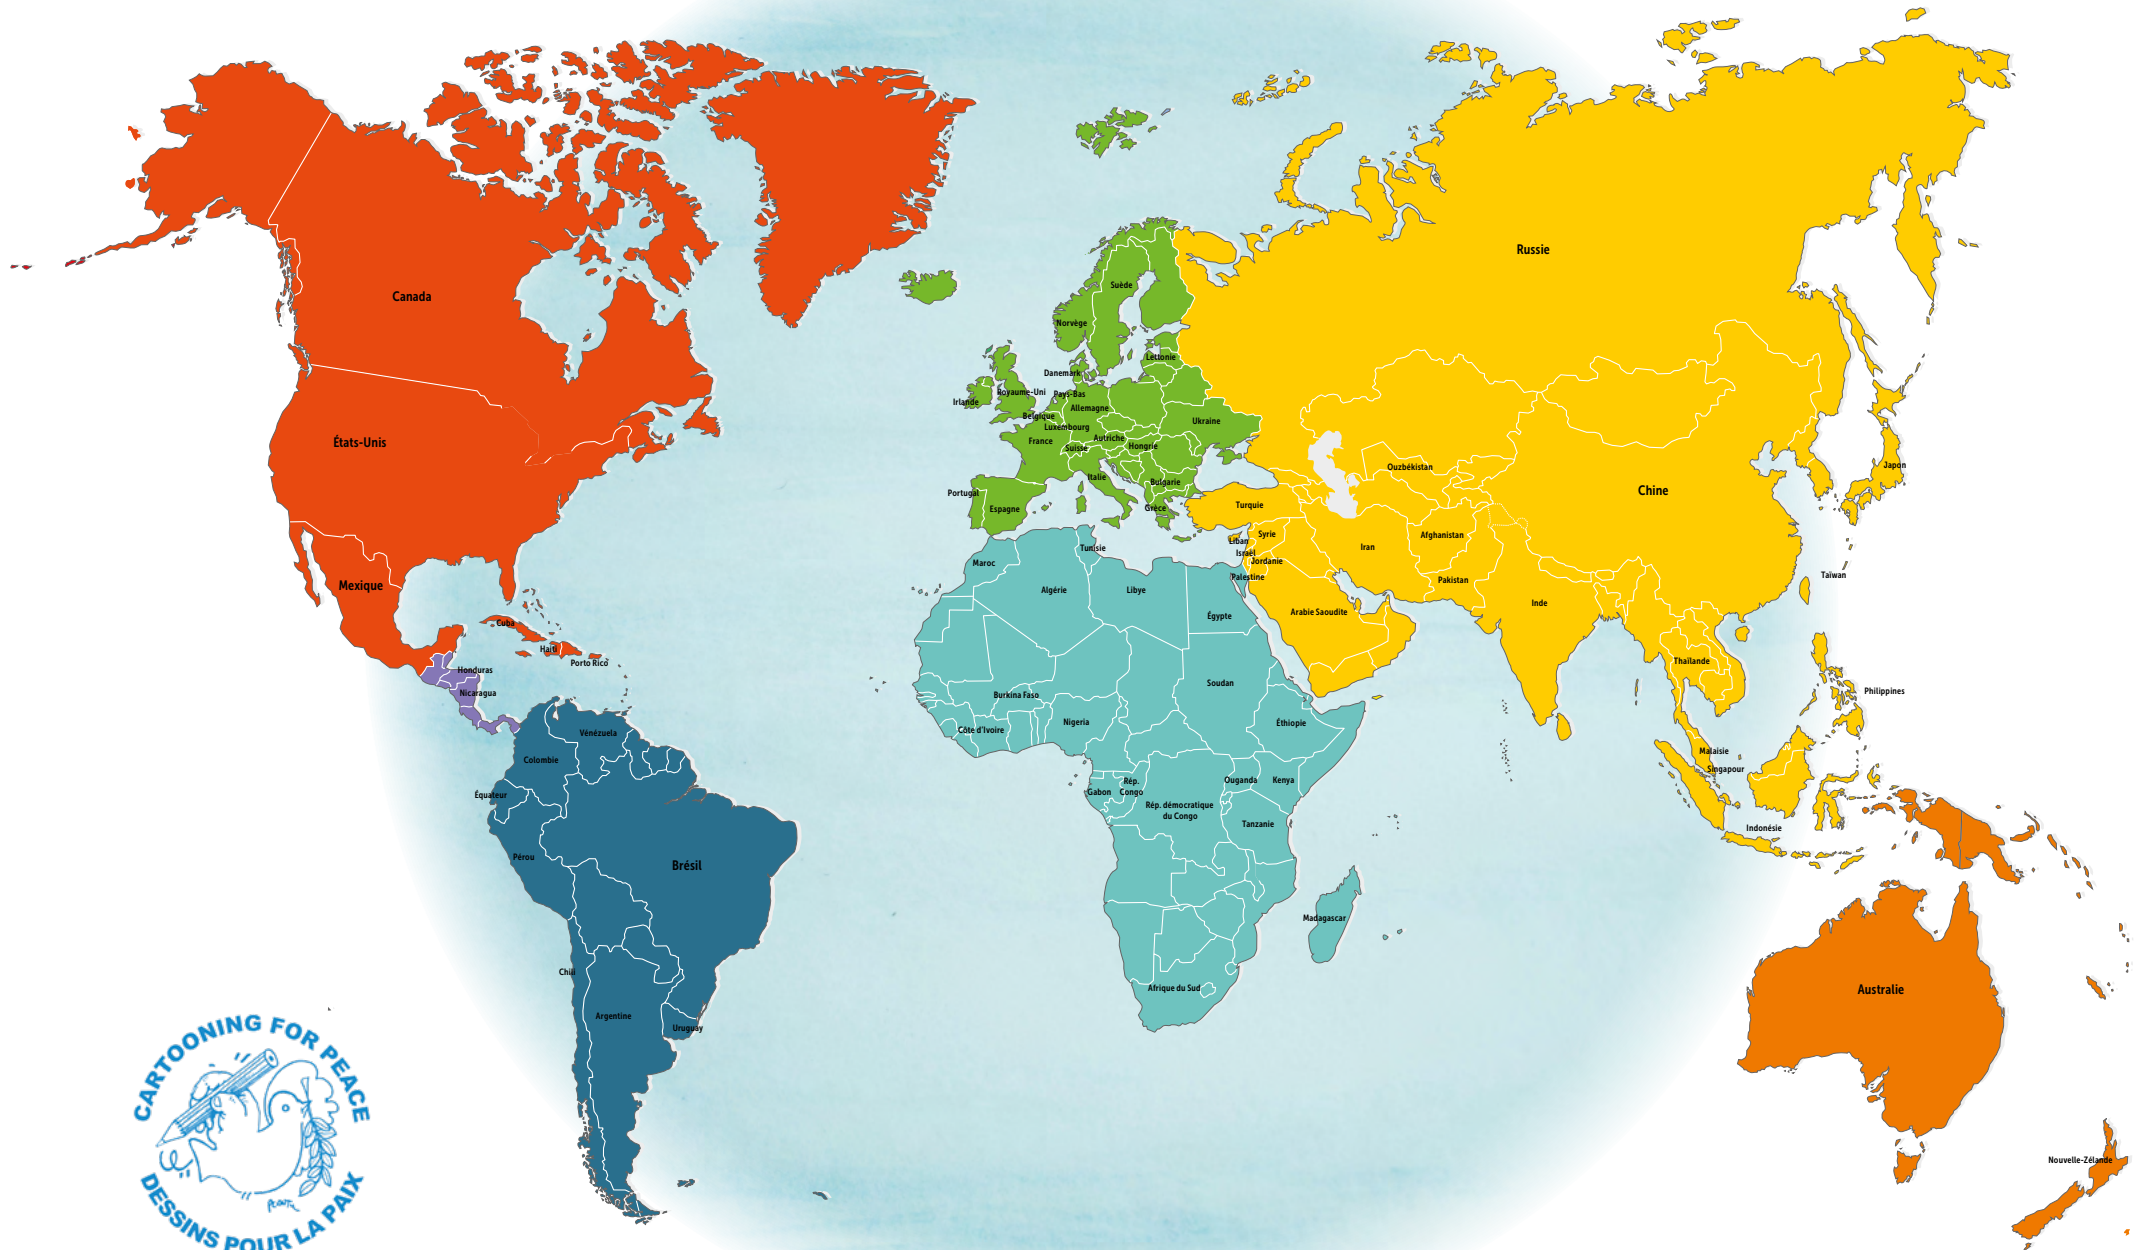 Russie
Canada
Suède
Norvège
Lettonie
Danemark
Royaume-Uni
Pays-Bas
Irlande
Allemagne
Belgique
Ukraine
Luxembourg
États-Unis
France
Autriche
Suisse
Hongrie
Ouzbékistan
Japon
Italie
Bulgarie
Chine
Portugal
Espagne
Grèce
Turquie
Syrie
Afghanistan
Liban
Iran
Tunisie
Israël
Maroc
Jordanie
Taïwan
Palestine
Pakistan
Mexique
Algérie
Libye
Inde
Arabie Saoudite
Égypte
Cuba
Haïti
Porto Rico
Thaïlande
Honduras
Soudan
Nicaragua
Burkina Faso
Philippines
Nigeria
Éthiopie
Côte d'Ivoire
Vénézuela
Malaisie
Colombie
Singapour
Rép.
Congo
Ouganda
Kenya
Gabon
Équateur
Rép. démocratique
du Congo
Tanzanie
Indonésie
Pérou
Brésil
Madagascar
Chili
Afrique du Sud
Australie
Argentine
Uruguay
Nouvelle-Zélande
CARTOONING FOR PEACE
DESSINS POUR LA PAIX